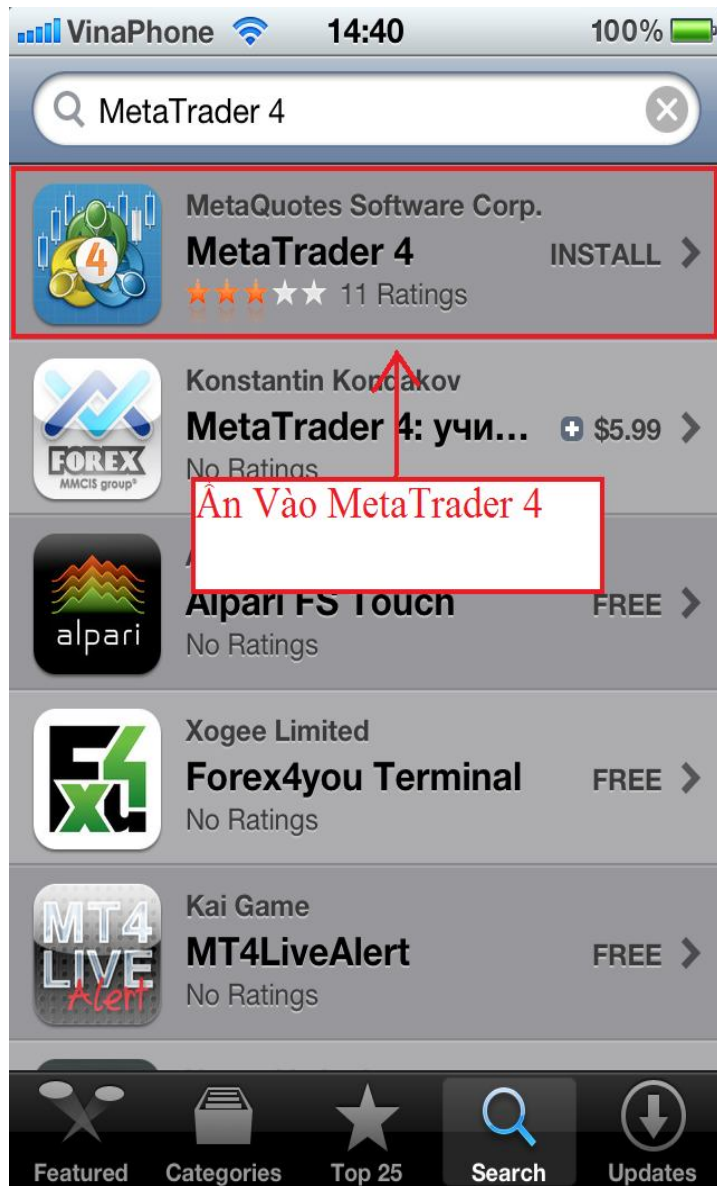 VinaPhone 14:40 100%
MetaTrader 4
MetaQuotes Software Corp.
MetaTrader 4 INSTALL
4
11 Ratings
Konstantin Kondakov
MetaTrader 4: учи... $5.99
FOREX
MMCIS group®
No Ratings
Ấn Vào MetaTrader 4
alpari
Alpari FS Touch FREE
No Ratings
Xogee Limited
Forex4you Terminal FREE
No Ratings
Kai Game
MT4
LIVE
Alert
MT4LiveAlert FREE
No Ratings
Featured Categories Top 25 Search Updates